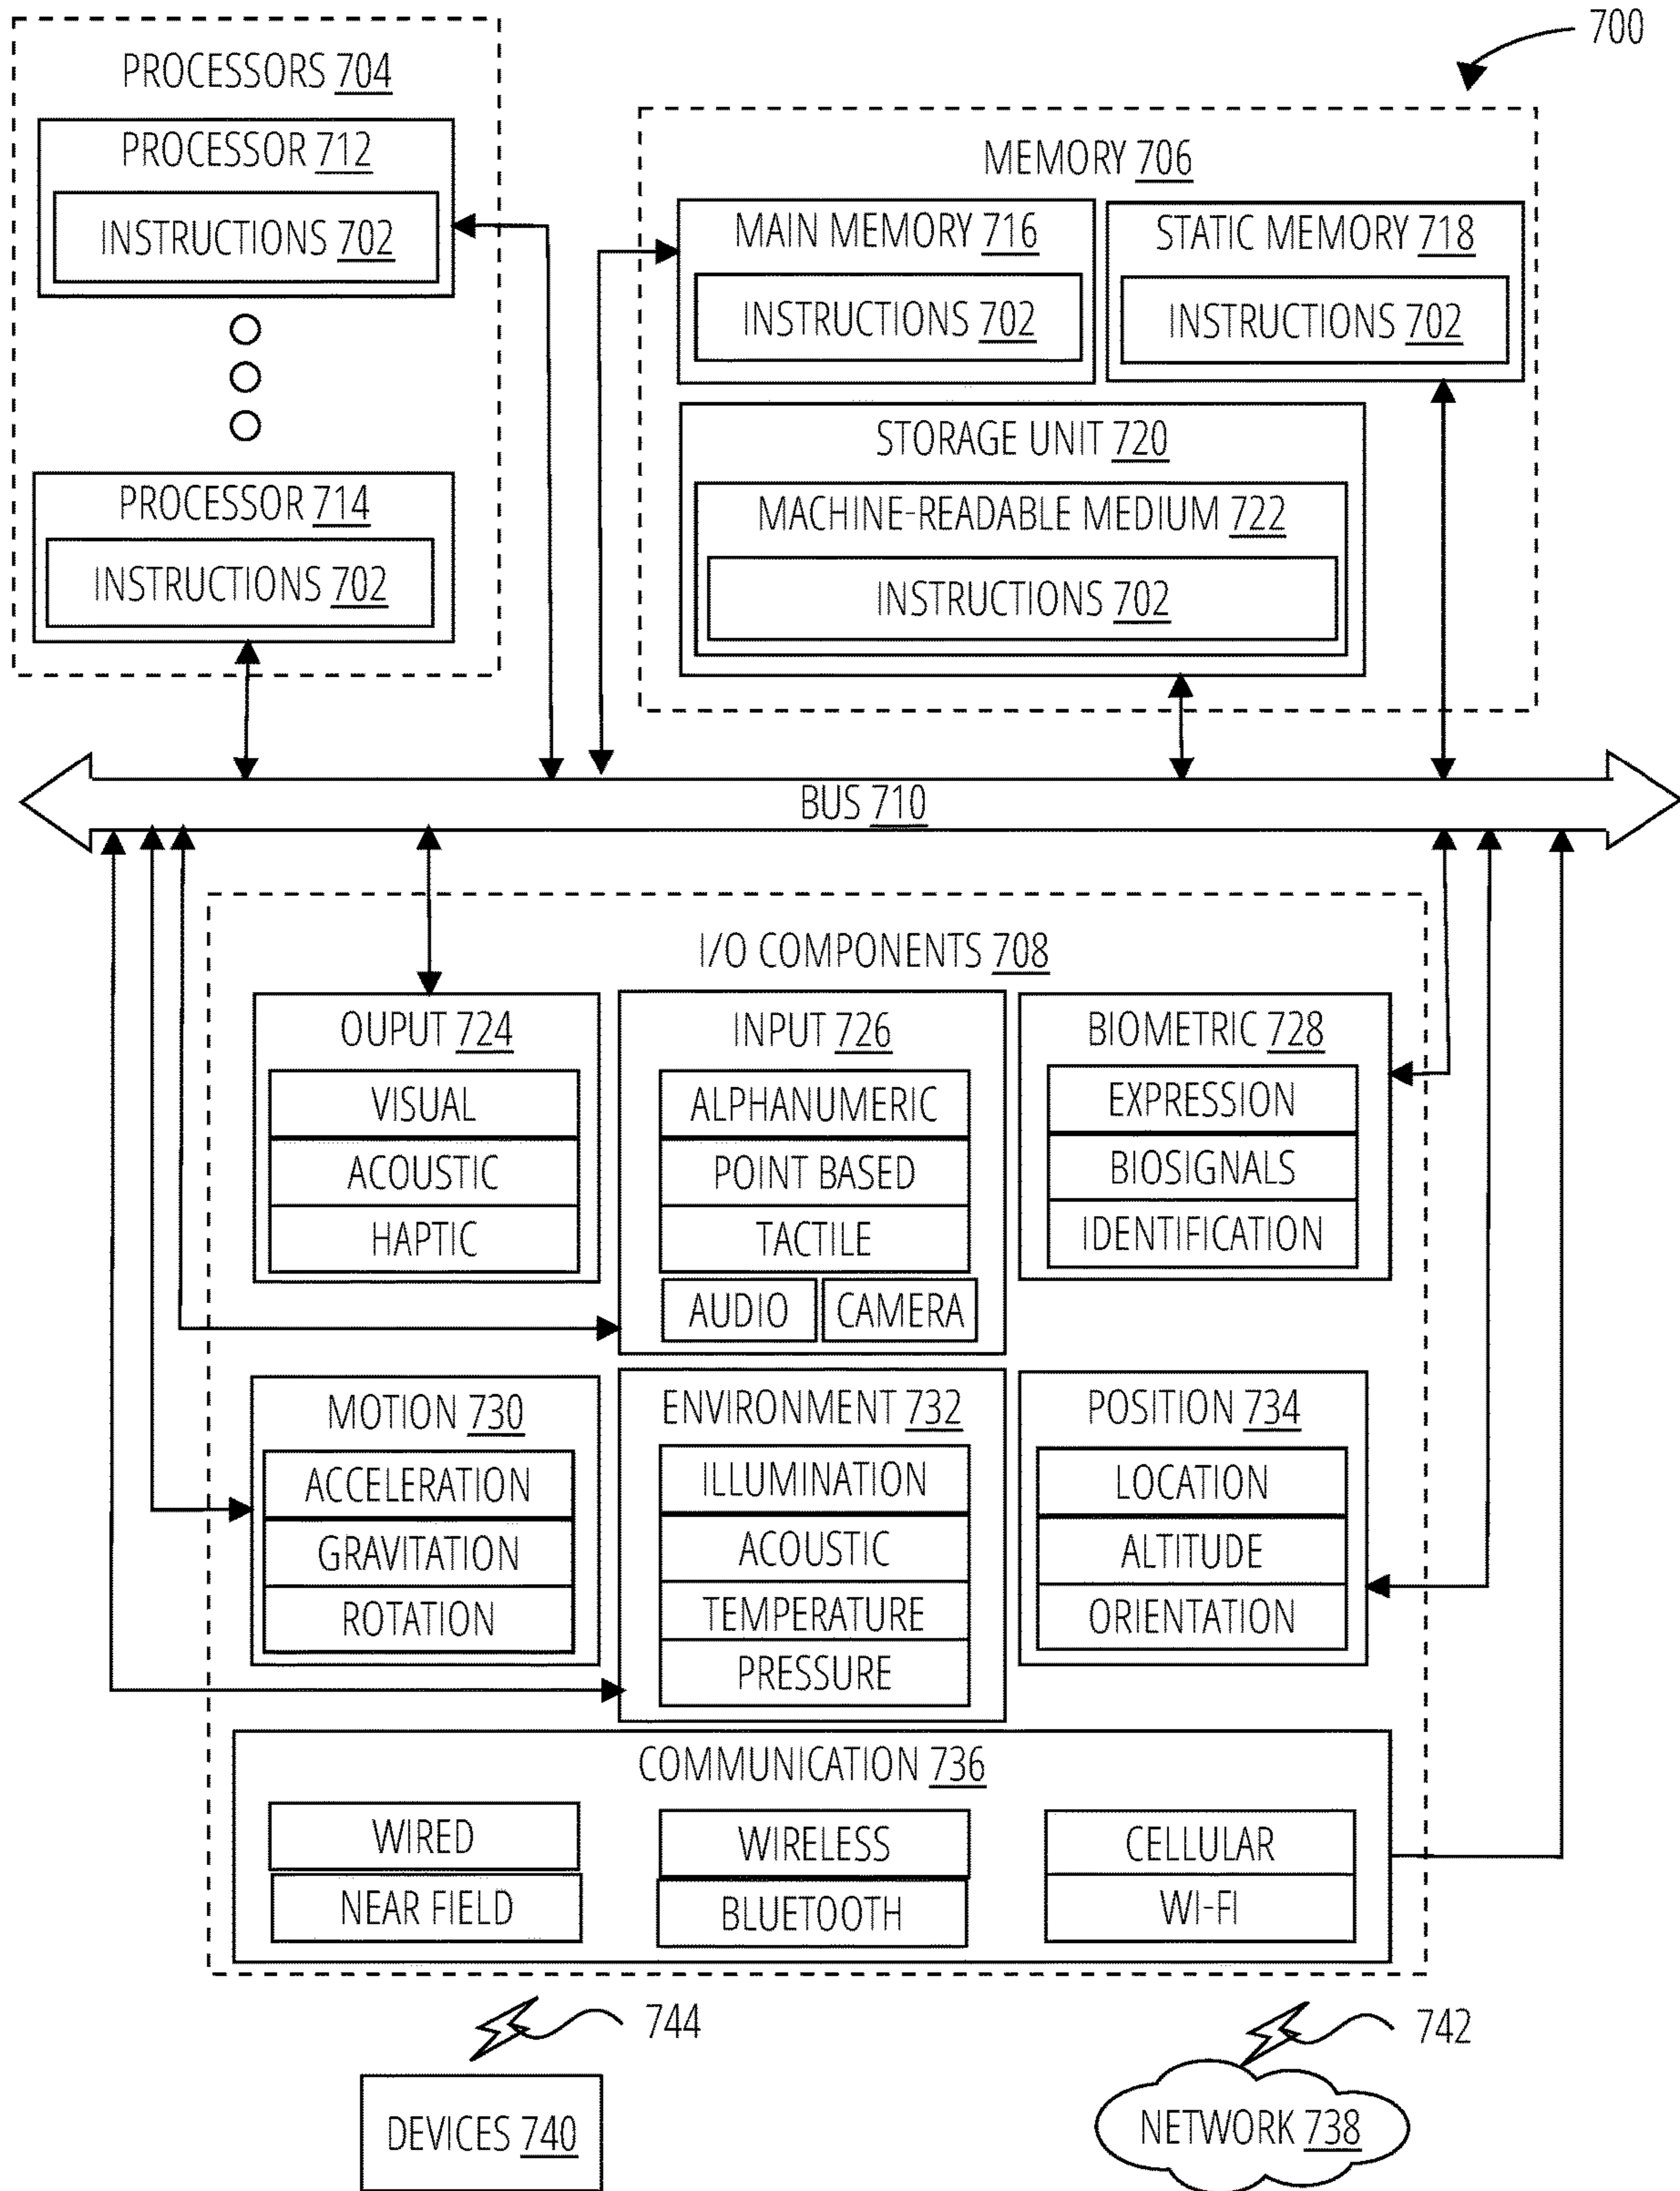 700
PROCESSORS 704
PROCESSOR 712
INSTRUCTIONS 702
PROCESSOR 714
INSTRUCTIONS 702
MEMORY 706
MAIN MEMORY 716
INSTRUCTIONS 702
STATIC MEMORY 718
INSTRUCTIONS 702
STORAGE UNIT 720
MACHINE-READABLE MEDIUM 722
INSTRUCTIONS 702
BUS 710
I/O COMPONENTS 708
OUPUT 724
VISUAL
ACOUSTIC
HAPTIC
INPUT 726
ALPHANUMERIC
POINT BASED
TACTILE
AUDIO
CAMERA
BIOMETRIC 728
EXPRESSION
BIOSIGNALS
IDENTIFICATION
MOTION 730
ACCELERATION
GRAVITATION
ROTATION
ENVIRONMENT 732
ILLUMINATION
ACOUSTIC
TEMPERATURE
PRESSURE
POSITION 734
LOCATION
ALTITUDE
ORIENTATION
COMMUNICATION 736
WIRED
NEAR FIELD
WIRELESS
BLUETOOTH
CELLULAR
WI-FI
744
742
DEVICES 740
NETWORK 738